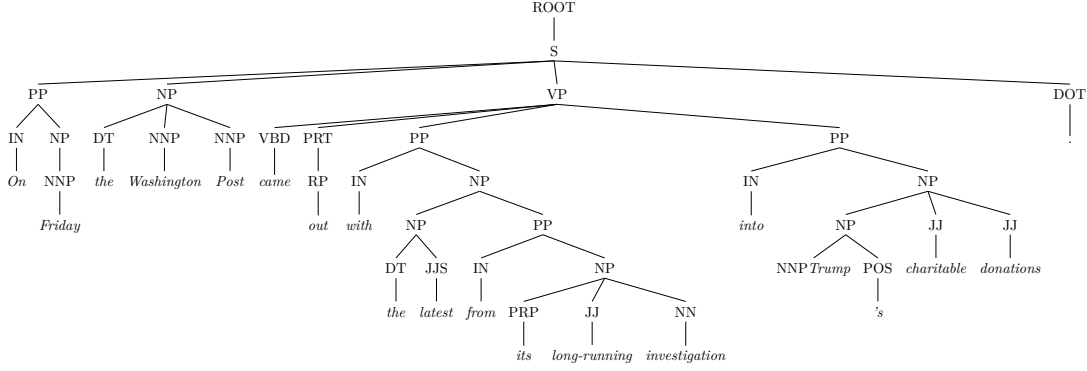 ROOT
S
PP NP VP DOT
IN NP DT NNP NNP VBD PRT PP PP .
On NNP the Washington Post came RP IN NP IN NP
Friday out with NP PP into NP JJ JJ
DT JJS IN NP NNP Trump POS charitable donations
the latest from PRP JJ NN 's
its long-running investigation